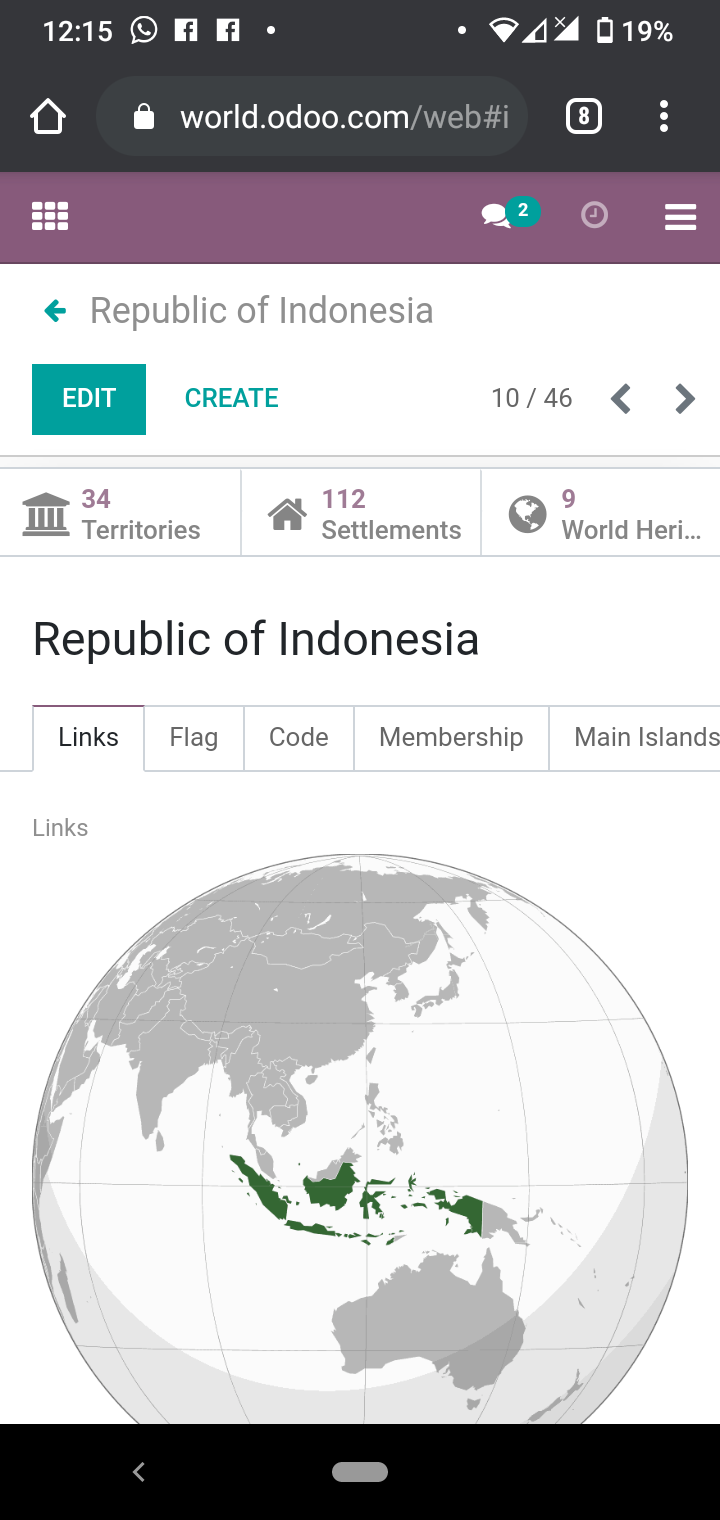 12:15 19%
world.odoo.com/web#i 8
2
Republic of Indonesia
EDIT CREATE 10 / 46
34 112 9
Territories Settlements World Heri...
Republic of Indonesia
Links Flag Code Membership Main Islands
Links